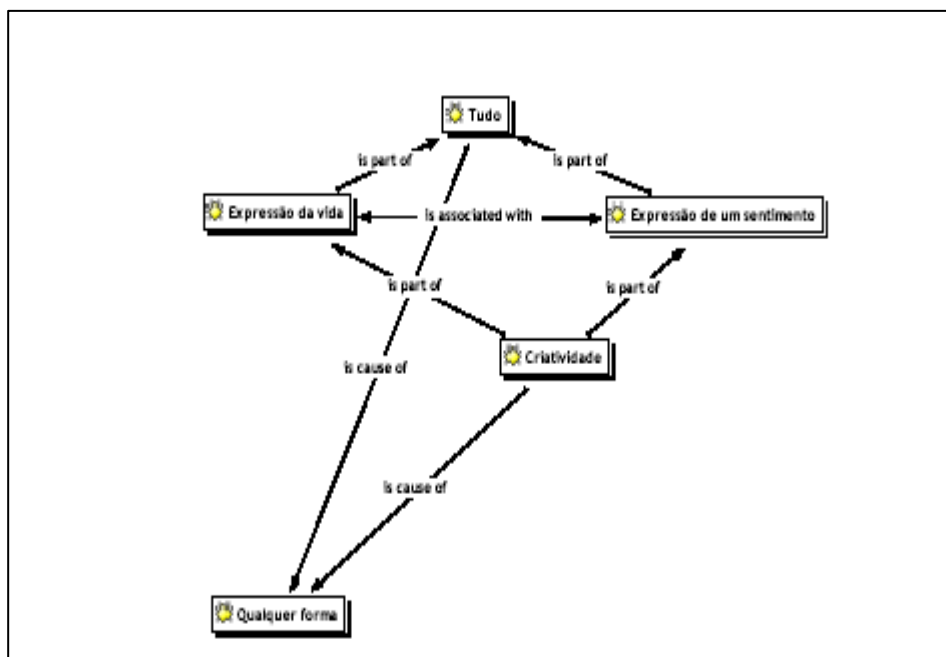 Tudo
is part of
is part of
Expressão da vida
is associated with
Expressão de um sentimento
is part of
is part of
Criatividade
is cause of
is cause of
Qualquer forma